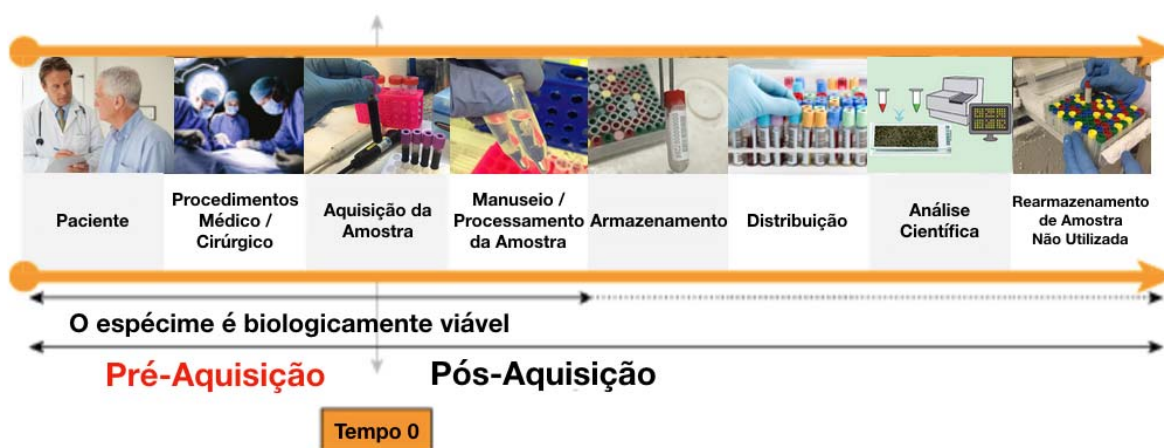 Paciente
Procedimentos
Médico /
Cirúrgico
Aquisição da
Amostra
Manuseio /
Processamento
da Amostra
Armazenamento
Distribuição
Análise
Científica
Rearmazenamento
de Amostra
Não Utilizada
O espécime é biologicamente viável
Pré-Aquisição
Pós-Aquisição
Tempo 0